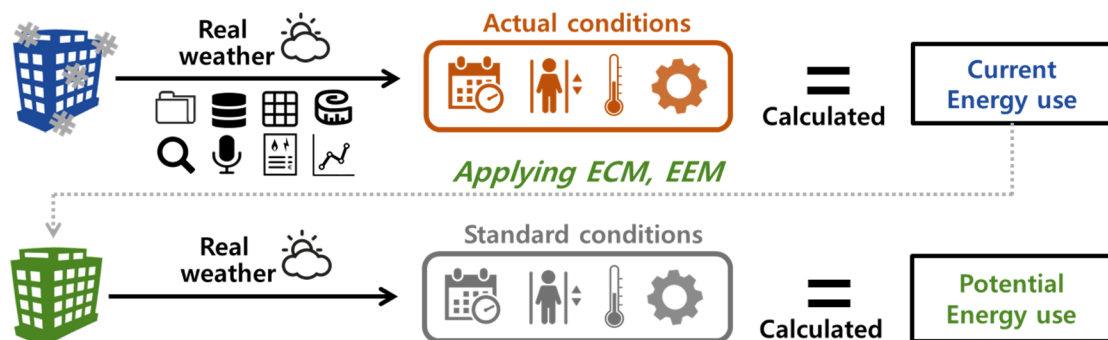 Real
weather
Actual conditions
Calculated
Current
Energy use
Applying ECM, EEM
Real
weather
Standard conditions
Calculated
Potential
Energy use